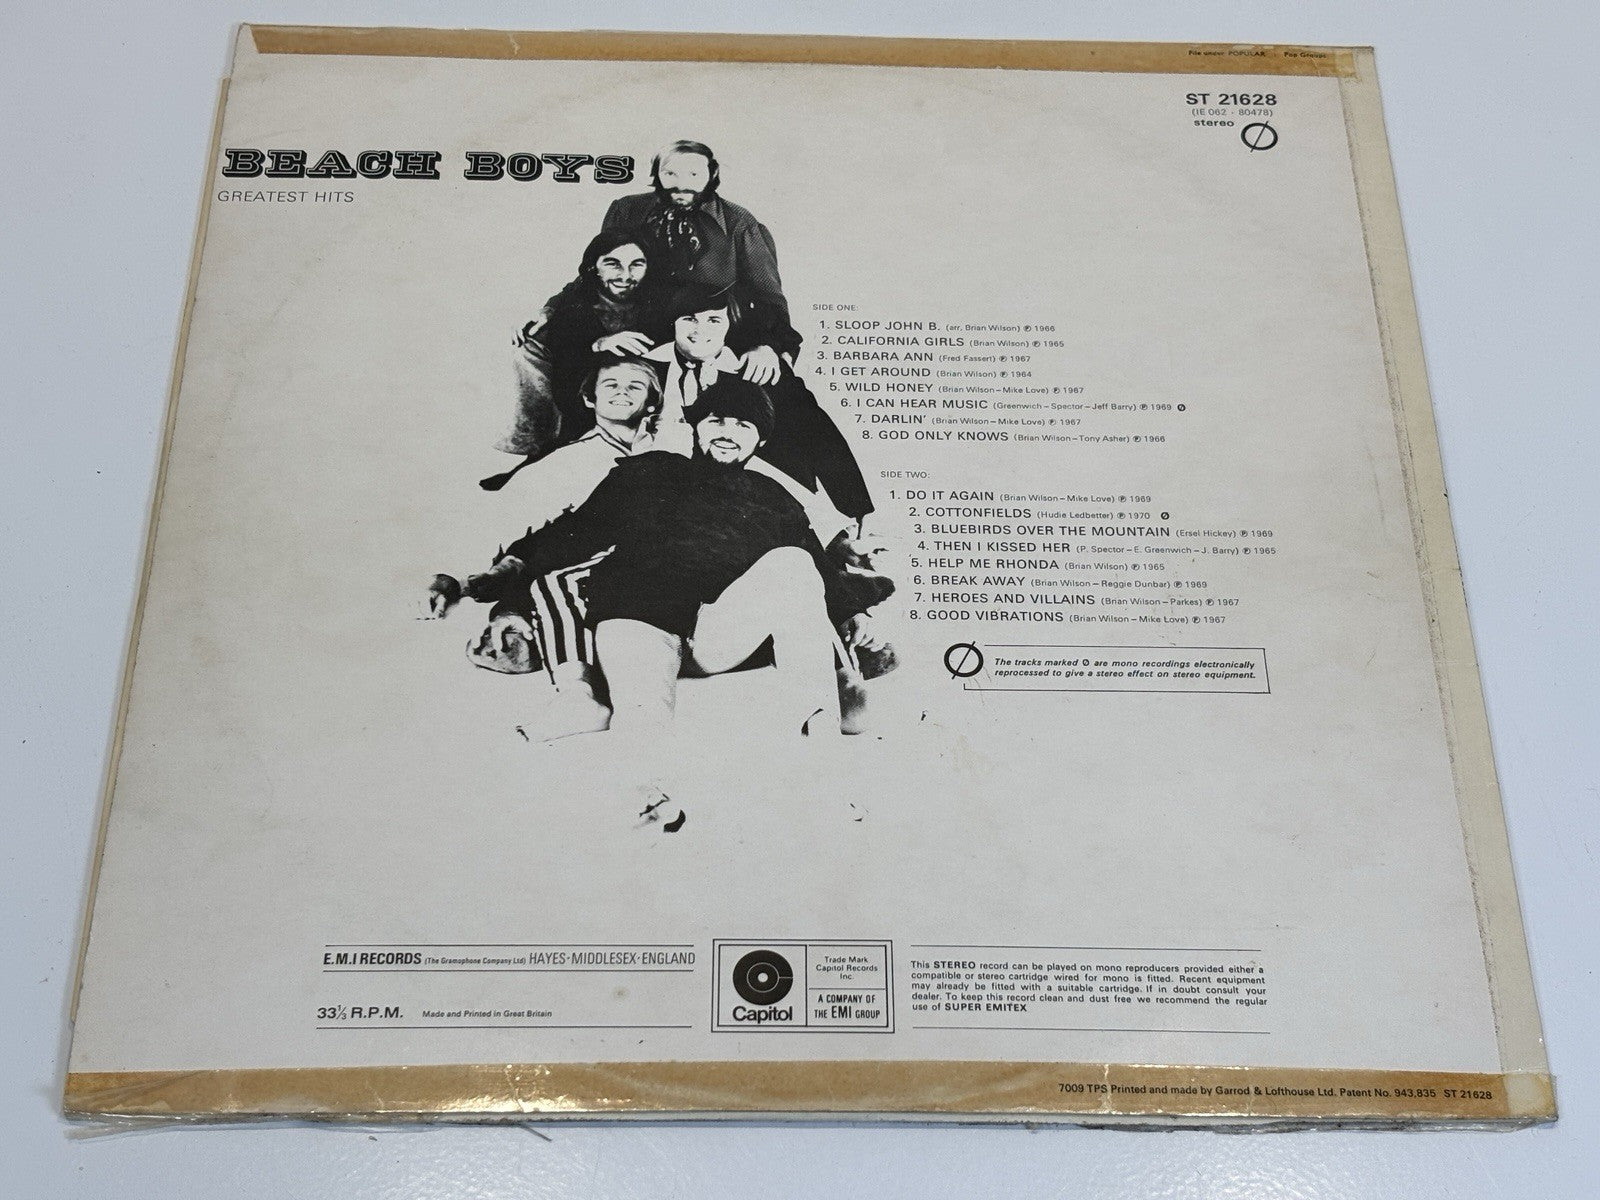 File under POPULAR : Pop Groups
ST 21628
(IE 062 · 80478)
stereo
BEACH BOYS
GREATEST HITS
SIDE ONE:
1. SLOOP JOHN B. (arr. Brian Wilson) ℗ 1966
2. CALIFORNIA GIRLS (Brian Wilson) ℗ 1965
3. BARBARA ANN (Fred Fassert) ℗ 1967
4. I GET AROUND (Brian Wilson) ℗ 1964
5. WILD HONEY (Brian Wilson – Mike Love) ℗ 1967
6. I CAN HEAR MUSIC (Greenwich – Spector – Jeff Barry) ℗ 1969 Ø
7. DARLIN' (Brian Wilson – Mike Love) ℗ 1967
8. GOD ONLY KNOWS (Brian Wilson – Tony Asher) ℗ 1966
SIDE TWO:
1. DO IT AGAIN (Brian Wilson – Mike Love) ℗ 1969
2. COTTONFIELDS (Hudie Ledbetter) ℗ 1970 Ø
3. BLUEBIRDS OVER THE MOUNTAIN (Ersel Hickey) ℗ 1969
4. THEN I KISSED HER (P. Spector – E. Greenwich – J. Barry) ℗ 1965
5. HELP ME RHONDA (Brian Wilson) ℗ 1965
6. BREAK AWAY (Brian Wilson – Reggie Dunbar) ℗ 1969
7. HEROES AND VILLAINS (Brian Wilson – Parkes) ℗ 1967
8. GOOD VIBRATIONS (Brian Wilson – Mike Love) ℗ 1967
The tracks marked Ø are mono recordings electronically
reprocessed to give a stereo effect on stereo equipment.
E.M.I RECORDS (The Gramophone Company Ltd) HAYES·MIDDLESEX·ENGLAND
33⅓ R.P.M. Made and Printed in Great Britain
Capitol
Trade Mark
Capitol Records
Inc.
A COMPANY OF
THE EMI GROUP
This STEREO record can be played on mono reproducers provided either a
compatible or stereo cartridge wired for mono is fitted. Recent equipment
may already be fitted with a suitable cartridge. If in doubt consult your
dealer. To keep this record clean and dust free we recommend the regular
use of SUPER EMITEX
7009 TPS Printed and made by Garrod & Lofthouse Ltd. Patent No. 943,835 ST 21628